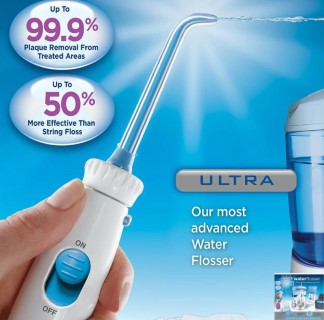 Up To
99.9%
Plaque Removal From
Treated Areas
Up To
50%
More Effective Than
String Floss
ULTRA
Our most
advanced
Water
Flosser
ON
OFF
waterflosser